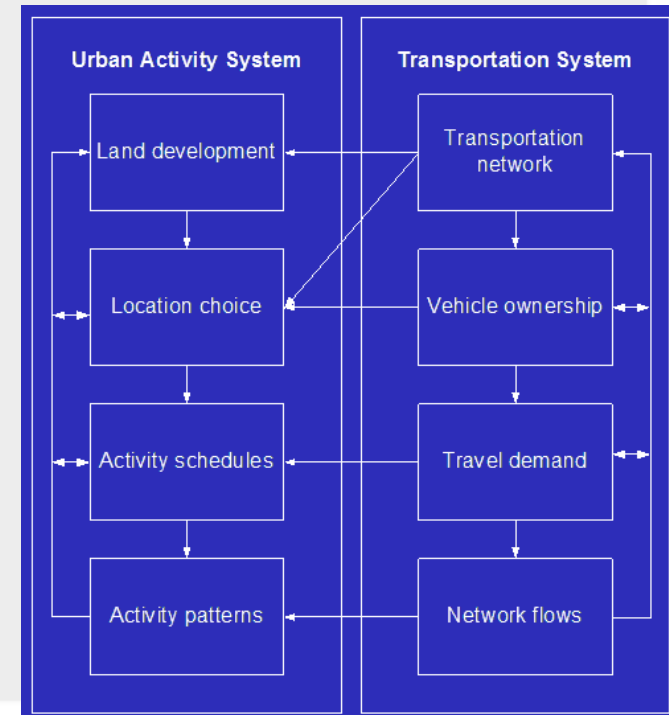 Urban Activity System
Transportation System
Land development
Transportation
network
Location choice
Vehicle ownership
Activity schedules
Travel demand
Activity patterns
Network flows